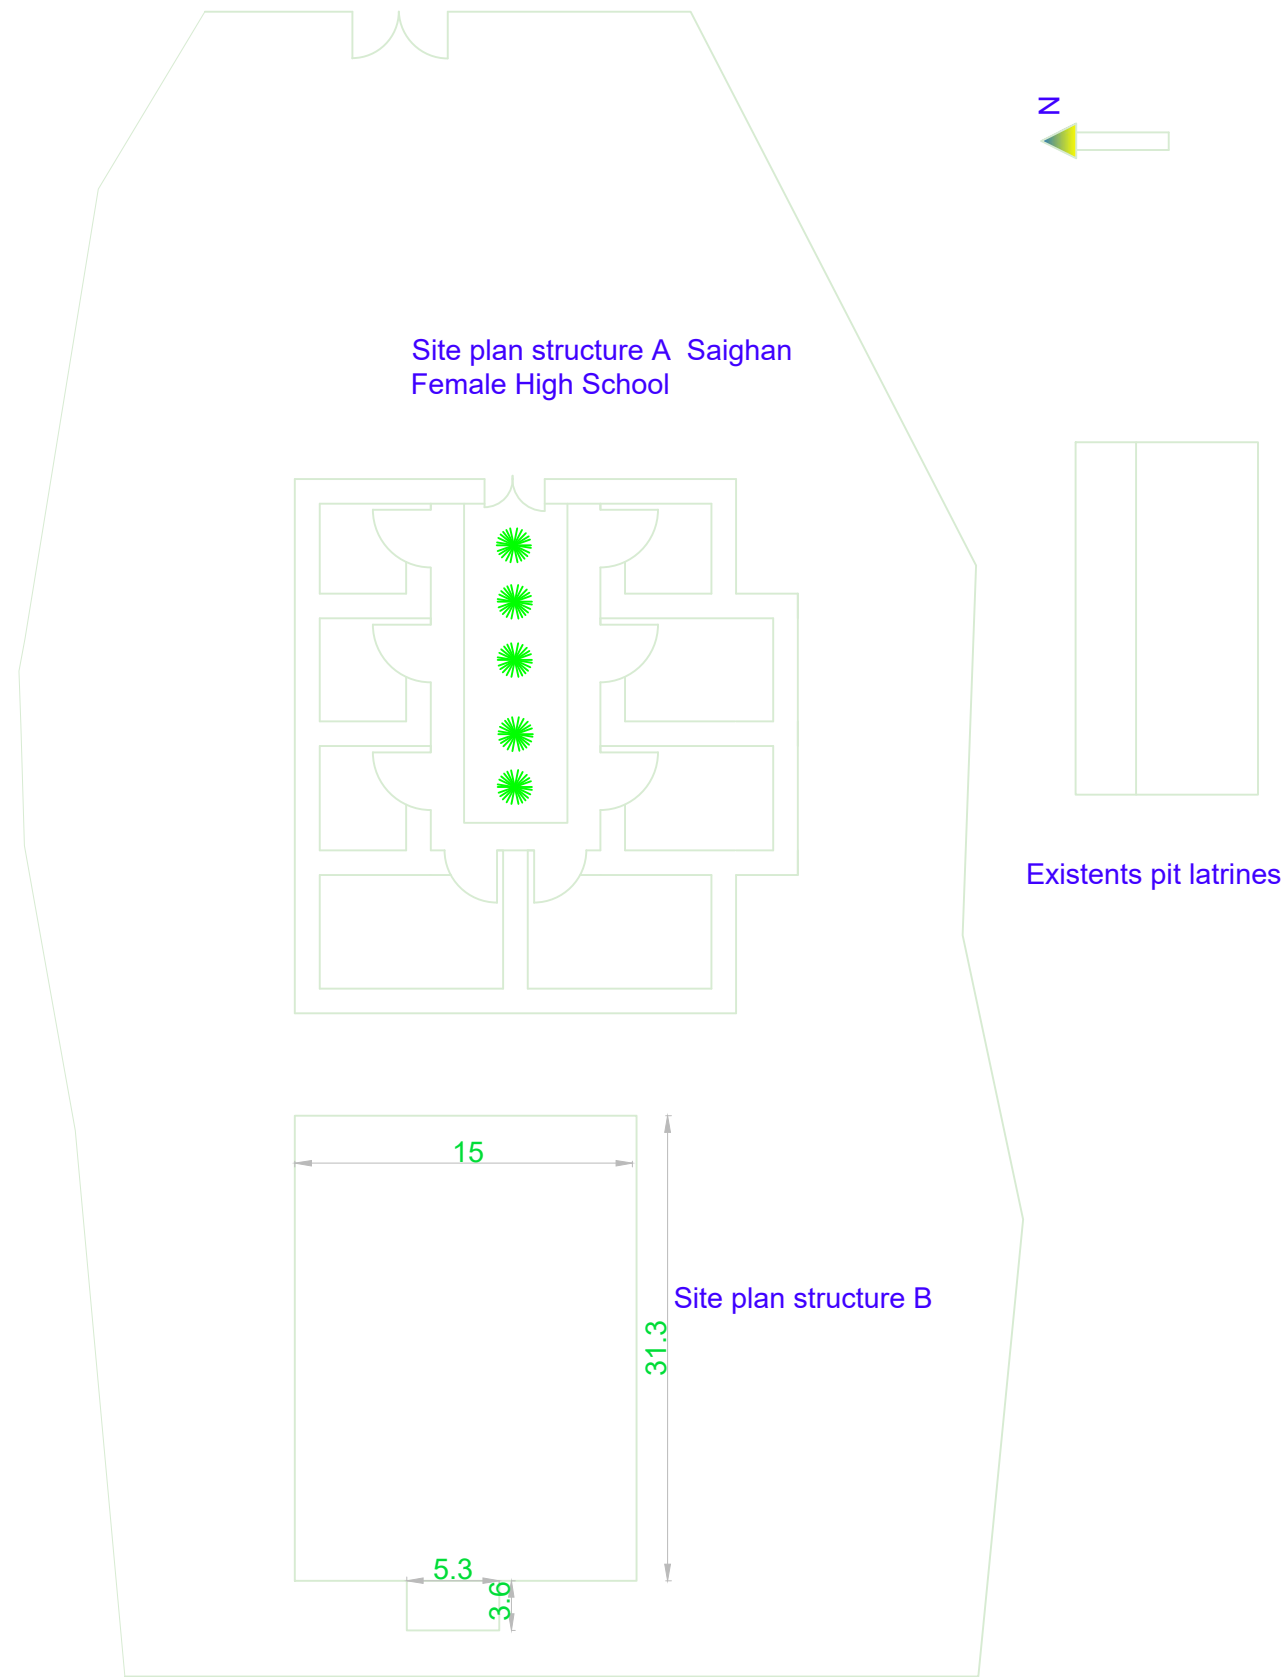 N
Site plan structure A Saighan
Female High School
Existents pit latrines
15
Site plan structure B
31.3
5.3
3.6